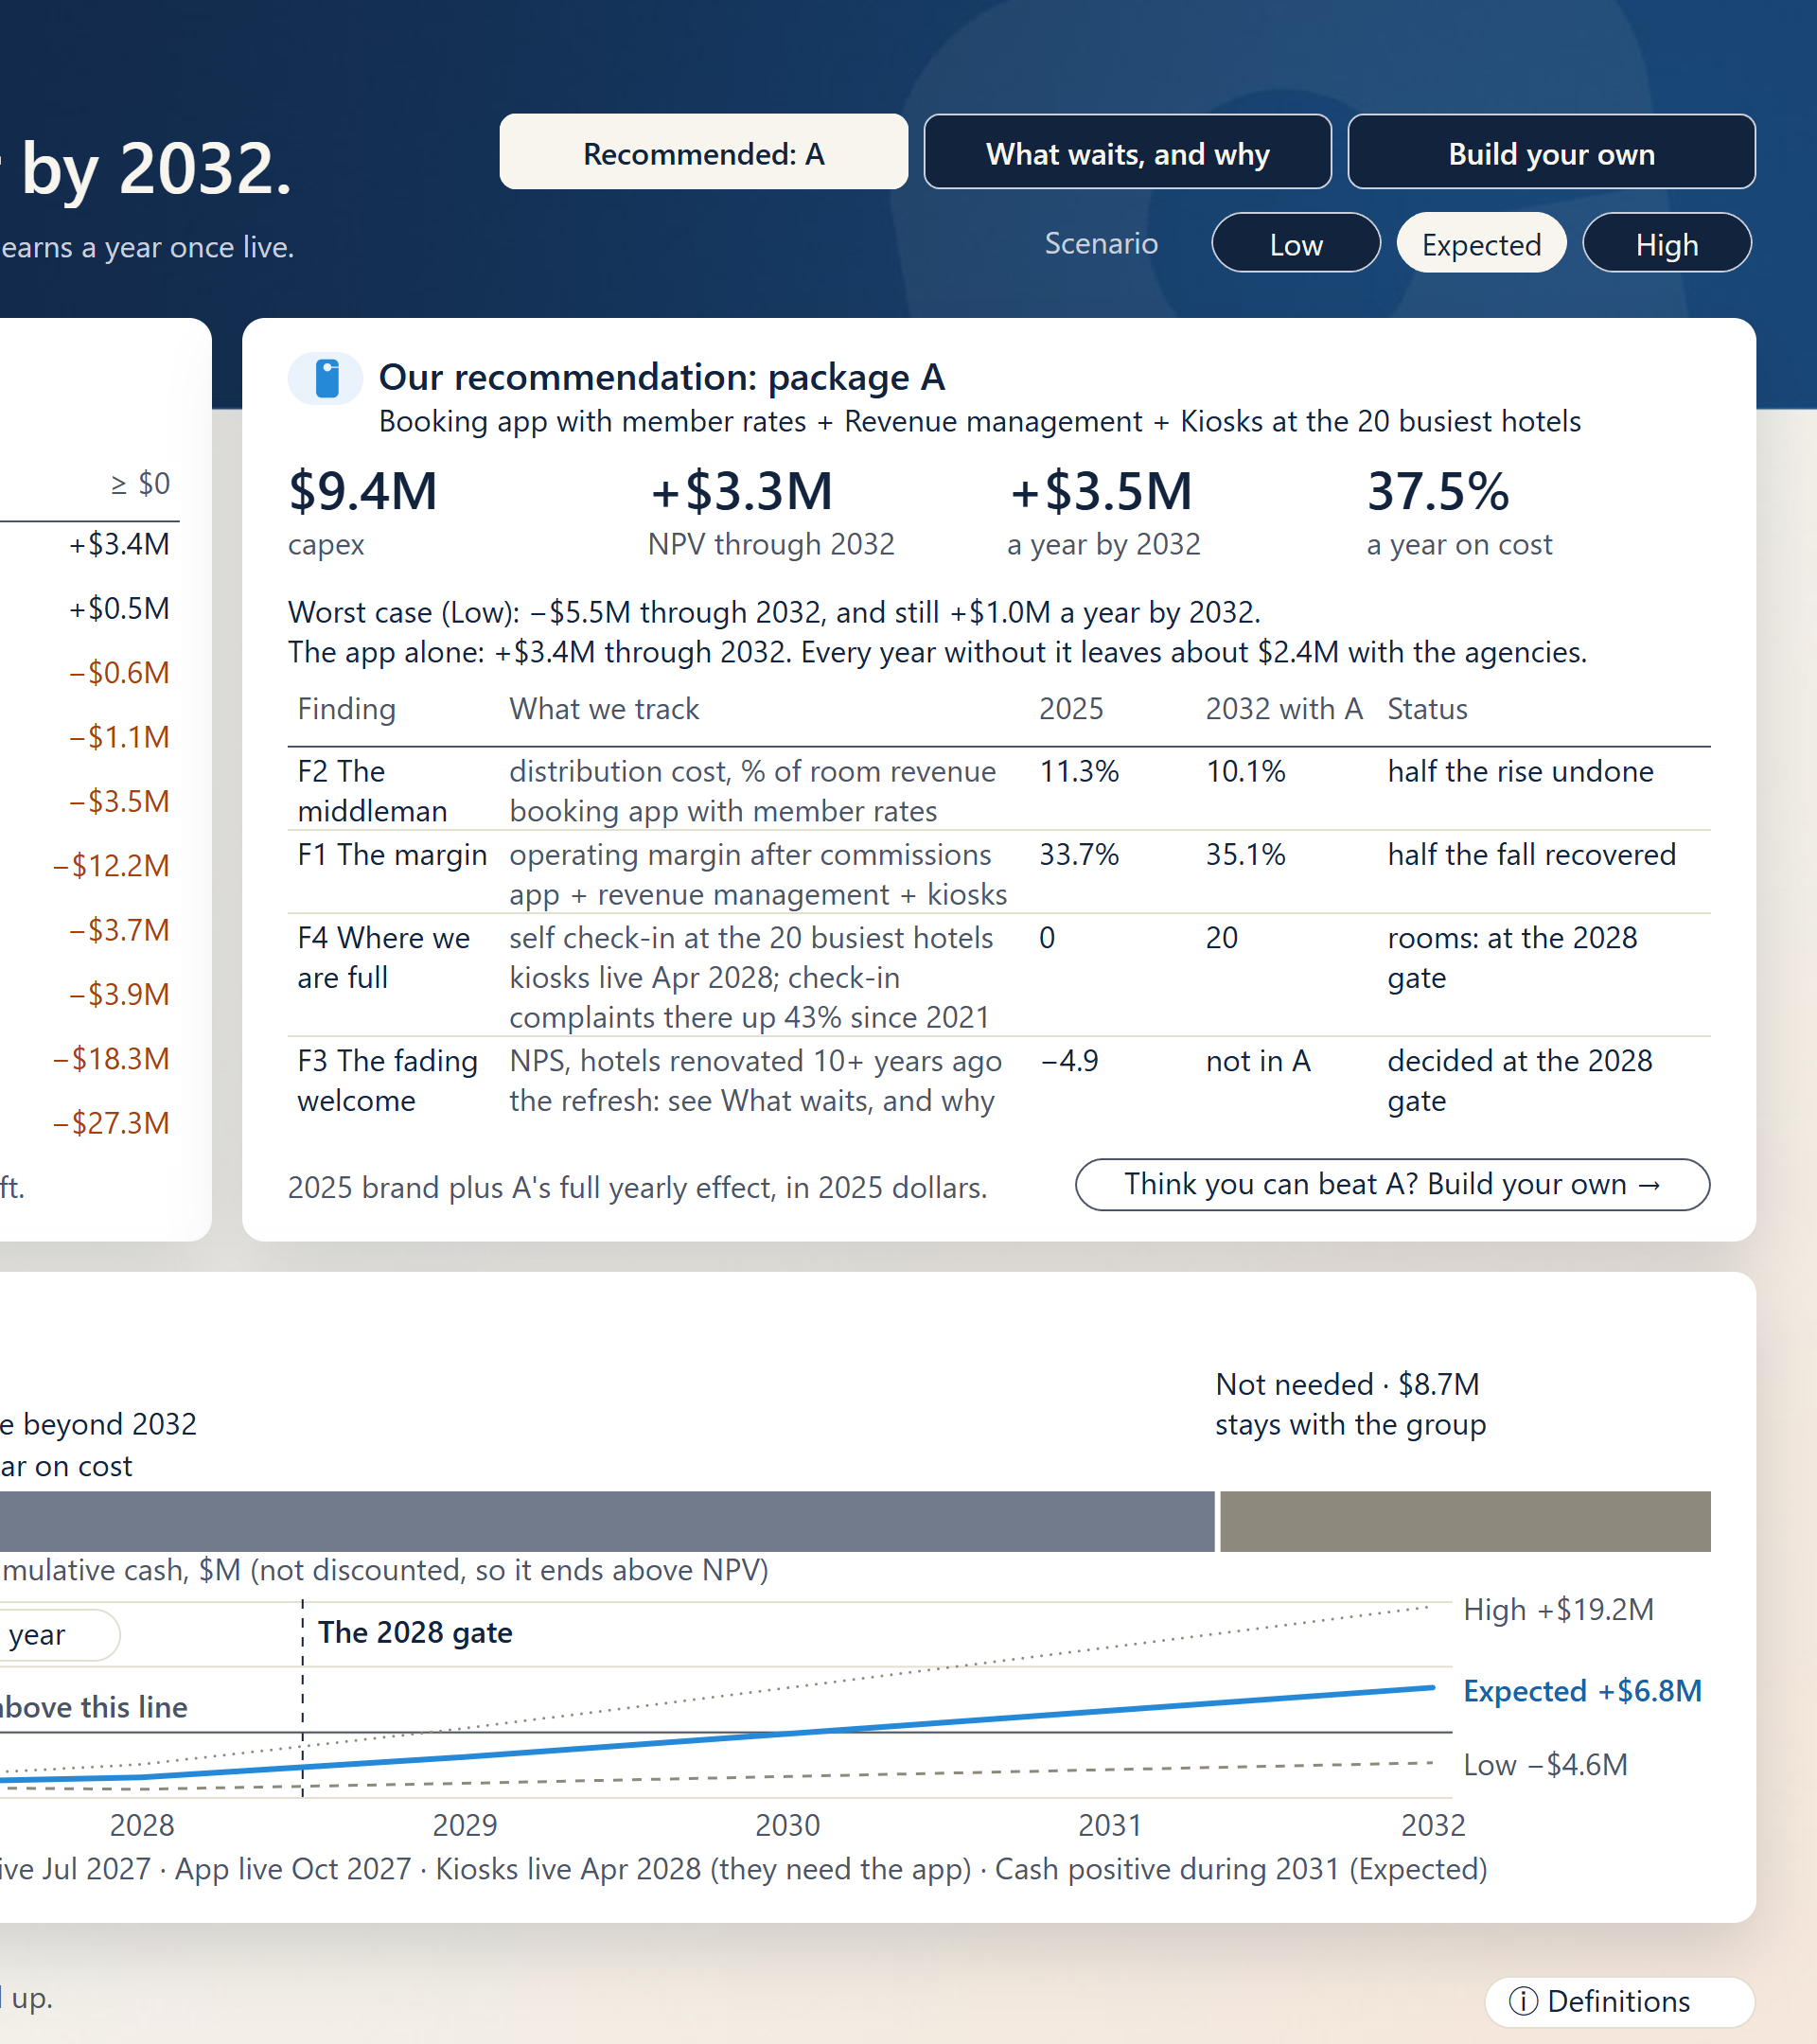 by 2032.
earns a year once live.
Recommended: A
What waits, and why
Build your own
Scenario
Low
Expected
High
≥ $0
+$3.4M
+$0.5M
−$0.6M
−$1.1M
−$3.5M
−$12.2M
−$3.7M
−$3.9M
−$18.3M
−$27.3M
ft.
Our recommendation: package A
Booking app with member rates + Revenue management + Kiosks at the 20 busiest hotels
$9.4M
+$3.3M
+$3.5M
37.5%
capex
NPV through 2032
a year by 2032
a year on cost
Worst case (Low): −$5.5M through 2032, and still +$1.0M a year by 2032.
The app alone: +$3.4M through 2032. Every year without it leaves about $2.4M with the agencies.
Finding What we track 2025 2032 with A Status
F2 The distribution cost, % of room revenue 11.3% 10.1% half the rise undone
middleman booking app with member rates
F1 The margin operating margin after commissions 33.7% 35.1% half the fall recovered
app + revenue management + kiosks
F4 Where we self check-in at the 20 busiest hotels 0 20 rooms: at the 2028
are full kiosks live Apr 2028; check-in gate
complaints there up 43% since 2021
F3 The fading NPS, hotels renovated 10+ years ago −4.9 not in A decided at the 2028
welcome the refresh: see What waits, and why gate
2025 brand plus A's full yearly effect, in 2025 dollars.
Think you can beat A? Build your own →
Not needed · $8.7M
stays with the group
e beyond 2032
ar on cost
mulative cash, $M (not discounted, so it ends above NPV)
year
The 2028 gate
above this line
High +$19.2M
Expected +$6.8M
Low −$4.6M
2028 2029 2030 2031 2032
ive Jul 2027 · App live Oct 2027 · Kiosks live Apr 2028 (they need the app) · Cash positive during 2031 (Expected)
up.
ⓘ Definitions